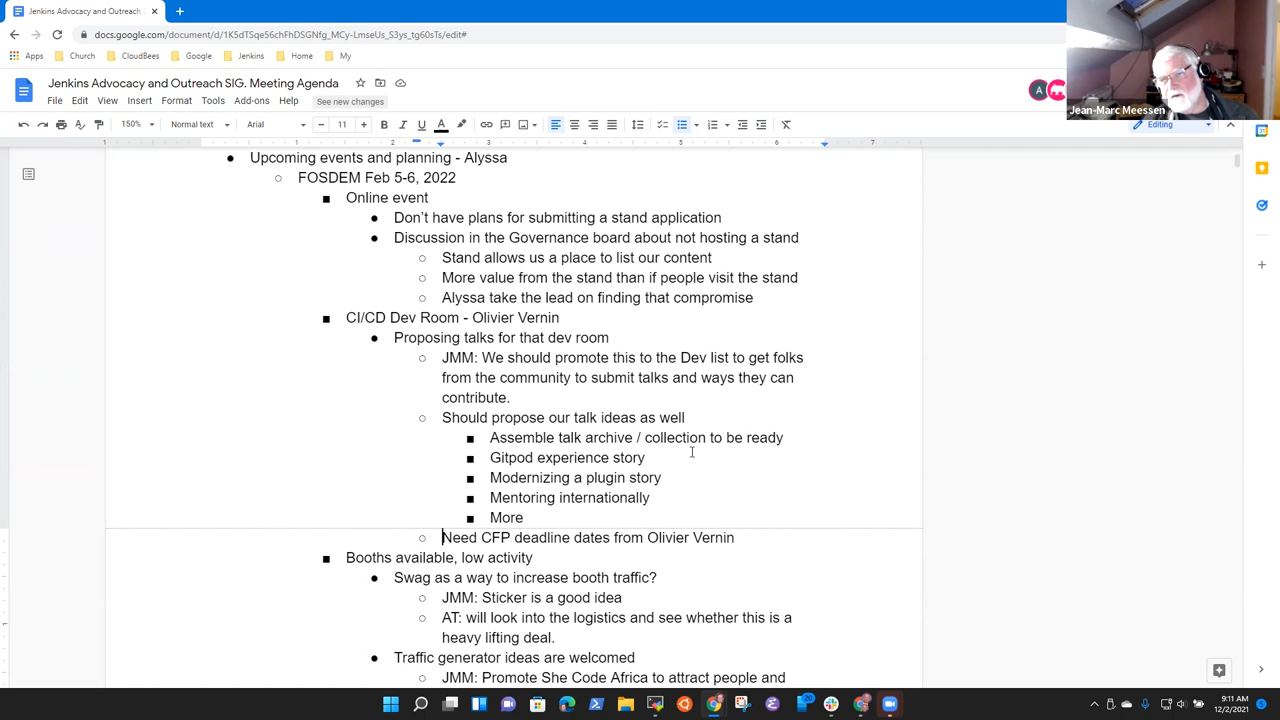 Jenkins Advocacy and Outreach
docs.google.com/document/d/1K5dTSqe56chFhDSGNfg_MCy-LmseUs_S3ys_tg60sTs/edit#
Apps Church CloudBees Google Jenkins Home My
Jenkins Advocacy and Outreach SIG. Meeting Agenda
File Edit View Insert Format Tools Add-ons Help See new changes
A
Jean-Marc Meessen
150% Normal text Arial 11 Editing
1 1 2 3 4 5 6 7
Upcoming events and planning - Alyssa
FOSDEM Feb 5-6, 2022
Online event
Don't have plans for submitting a stand application
Discussion in the Governance board about not hosting a stand
Stand allows us a place to list our content
More value from the stand than if people visit the stand
Alyssa take the lead on finding that compromise
CI/CD Dev Room - Olivier Vernin
Proposing talks for that dev room
JMM: We should promote this to the Dev list to get folks
from the community to submit talks and ways they can
contribute.
Should propose our talk ideas as well
Assemble talk archive / collection to be ready
Gitpod experience story
Modernizing a plugin story
Mentoring internationally
More
Need CFP deadline dates from Olivier Vernin
Booths available, low activity
Swag as a way to increase booth traffic?
JMM: Sticker is a good idea
AT: will look into the logistics and see whether this is a
heavy lifting deal.
Traffic generator ideas are welcomed
JMM: Promote She Code Africa to attract people and
20
9:11 AM
12/2/2021